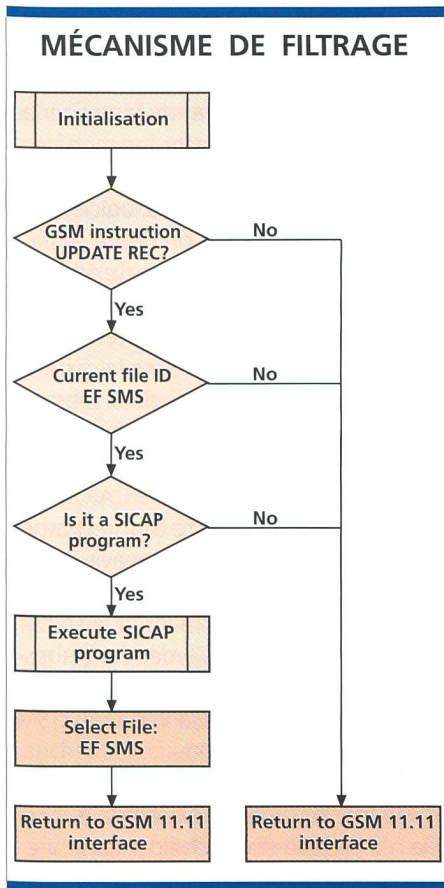 MÉCANISME DE FILTRAGE
Initialisation
GSM instruction
UPDATE REC?
No
Yes
Current file ID
EF SMS
No
Yes
Is it a SICAP
program?
No
Yes
Execute SICAP
program
Select File:
EF SMS
Return to GSM 11.11
interface
Return to GSM 11.11
interface